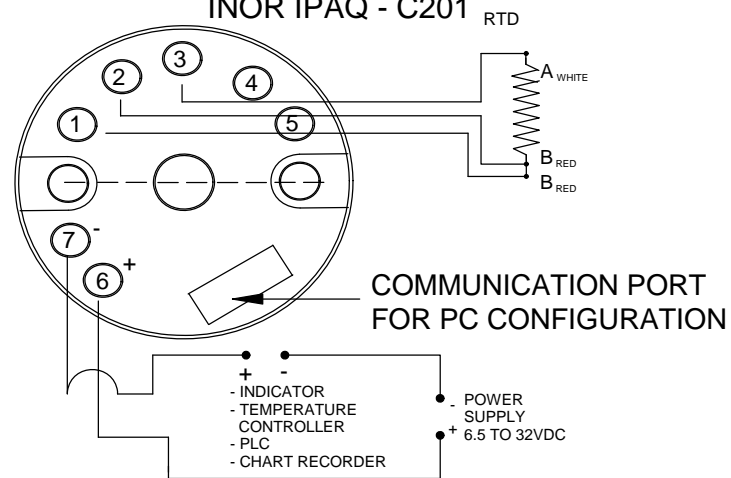 INOR IPAQ - C201
RTD
3
2
4
A WHITE
1
5
B RED
B RED
7 -
6 +
COMMUNICATION PORT
FOR PC CONFIGURATION
+ -
- INDICATOR
- TEMPERATURE
CONTROLLER
- PLC
- CHART RECORDER
- POWER
SUPPLY
+ 6.5 TO 32VDC